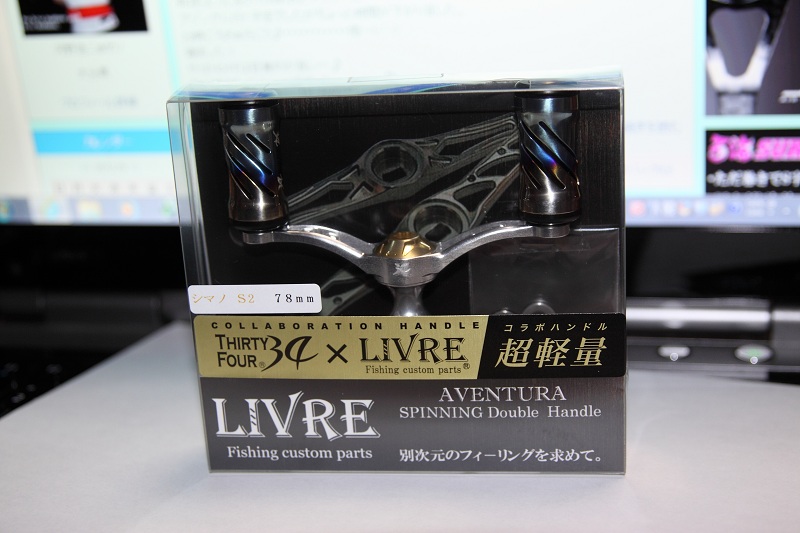 シマノ S2 78mm
COLLABORATION HANDLE
THIRTY FOUR® 34 × LIVRE®
Fishing custom parts
コラボハンドル
超軽量
LIVRE
Fishing custom parts
AVENTURA
SPINNING Double Handle
別次元のフィーリングを求めて。